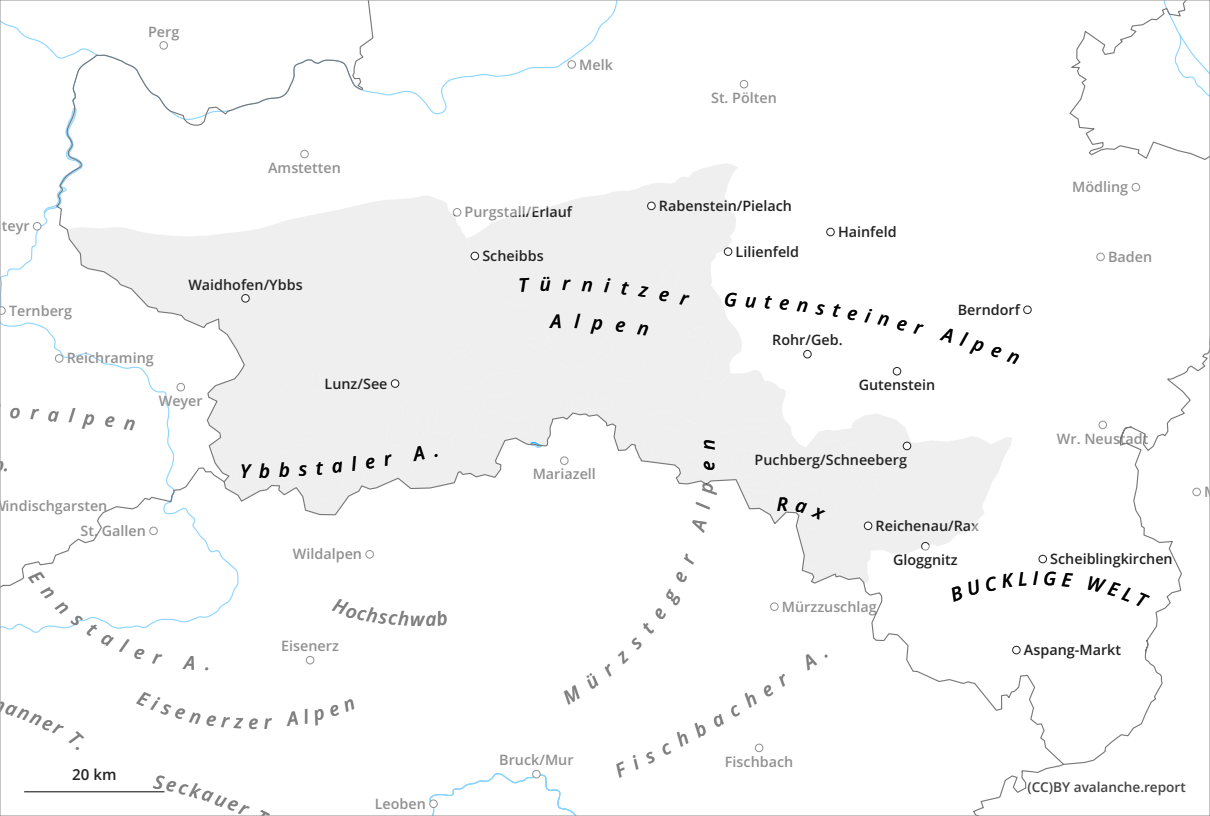 Perg
Melk
St. Pölten
Amstetten
Mödling
Purgstall/Erlauf
Rabenstein/Pielach
teyr
Hainfeld
Lilienfeld
Scheibbs
Baden
Waidhofen/Ybbs
Türnitzer
Alpen
Gutensteiner Alpen
Ternberg
Berndorf
Rohr/Geb.
Reichraming
Gutenstein
Lunz/See
Weyer
oralpen
Wr. Neustadt
Ybbstaler A.
Puchberg/Schneeberg
Mariazell
Windischgarsten
Rax
St. Gallen
Reichenau/Rax
Wildalpen
Gloggnitz
Scheiblingkirchen
BUCKLIGE WELT
Ennstaler A.
Hochschwab
Mürzsteger Alpen
Mürzzuschlag
Eisenerz
Aspang-Markt
Fischbacher A.
Eisenerzer Alpen
anner T.
Fischbach
Bruck/Mur
20 km
Seckauer T
Leoben
(CC)BY avalanche.report